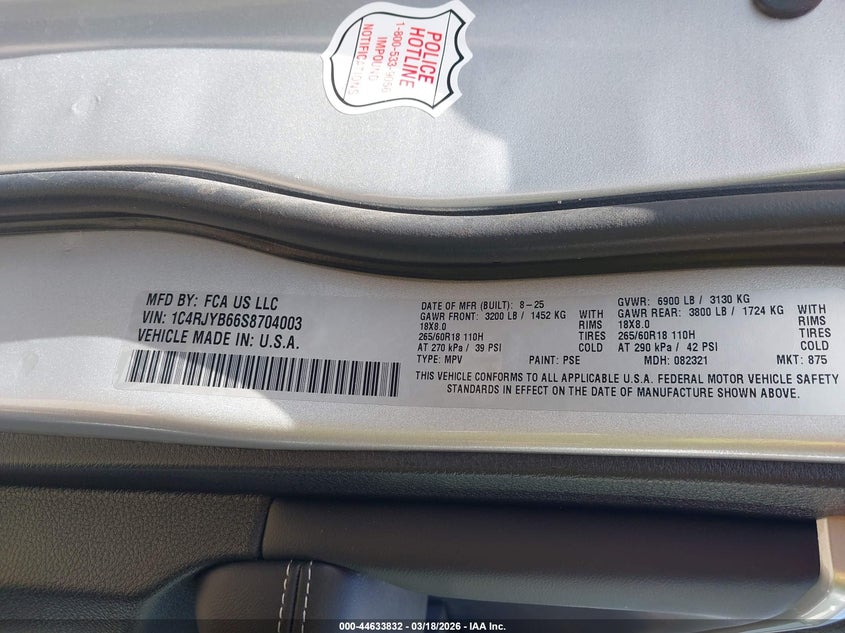 POLICE
HOTLINE
1-800-533-
IMPOUND
NOTIFICATIONS
MFD BY: FCA US LLC
VIN: 1C4RJYB66S8704003
VEHICLE MADE IN: U.S.A.
DATE OF MFR (BUILT): 8-25
GAWR FRONT: 3200 LB / 1452 KG WITH
18X8.0 RIMS
265/60R18 110H TIRES
AT 270 kPa / 39 PSI COLD
TYPE: MPV PAINT: PSE
GVWR: 6900 LB / 3130 KG
GAWR REAR: 3800 LB / 1724 KG WITH
18X8.0 RIMS
265/60R18 110H TIRES
AT 290 kPa / 42 PSI COLD
MDH: 082321 MKT: 875
THIS VEHICLE CONFORMS TO ALL APPLICABLE U.S.A. FEDERAL MOTOR VEHICLE SAFETY
STANDARDS IN EFFECT ON THE DATE OF MANUFACTURE SHOWN ABOVE.
000-44633832 - 03/18/2026 - IAA Inc.